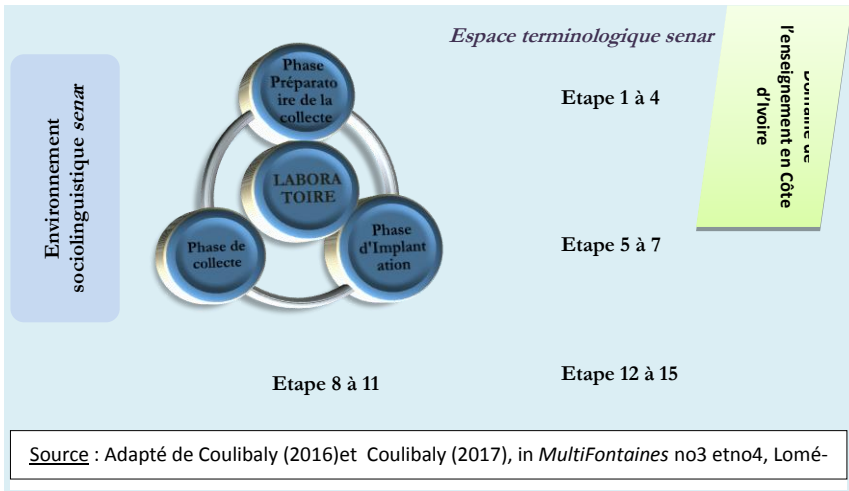 Espace terminologique senar
Environnement
sociolinguistique senar
Phase
Préparato
ire de la
collecte
LABORA
TOIRE
Phase de
collecte
Phase
d'Implant
ation
Etape 1 à 4
Etape 5 à 7
Etape 8 à 11
Etape 12 à 15
Domaine de
l'enseignement en Côte
d'Ivoire
Source : Adapté de Coulibaly (2016)et Coulibaly (2017), in MultiFontaines no3 etno4, Lomé-